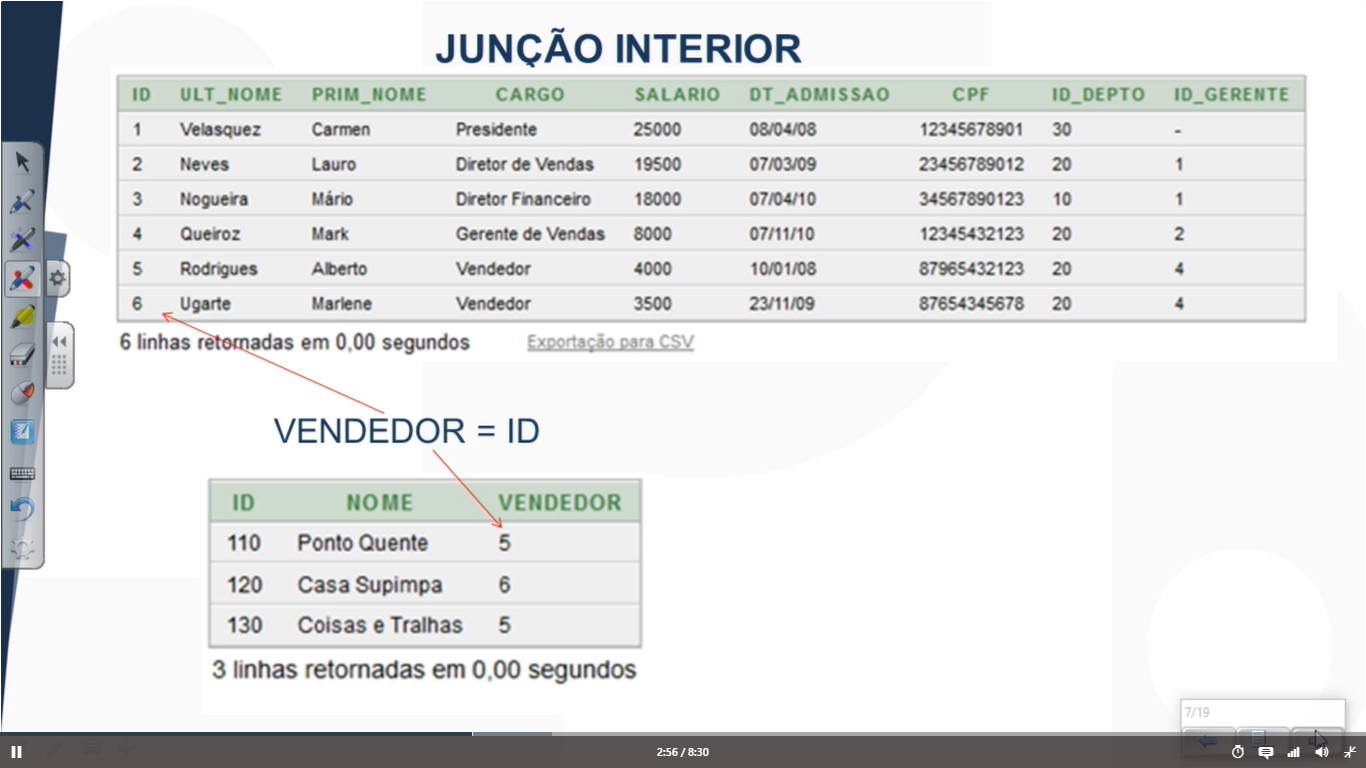 JUNÇÃO INTERIOR
ID ULT_NOME PRIM_NOME CARGO SALARIO DT_ADMISSAO CPF ID_DEPTO ID_GERENTE
1 Velasquez Carmen Presidente 25000 08/04/08 12345678901 30 -
2 Neves Lauro Diretor de Vendas 19500 07/03/09 23456789012 20 1
3 Nogueira Mário Diretor Financeiro 18000 07/04/10 34567890123 10 1
4 Queiroz Mark Gerente de Vendas 8000 07/11/10 12345432123 20 2
5 Rodrigues Alberto Vendedor 4000 10/01/08 87965432123 20 4
6 Ugarte Marlene Vendedor 3500 23/11/09 87654345678 20 4
6 linhas retornadas em 0,00 segundos Exportação para CSV
VENDEDOR = ID
ID NOME VENDEDOR
110 Ponto Quente 5
120 Casa Supimpa 6
130 Coisas e Tralhas 5
3 linhas retornadas em 0,00 segundos
7/19
2:56 / 8:30